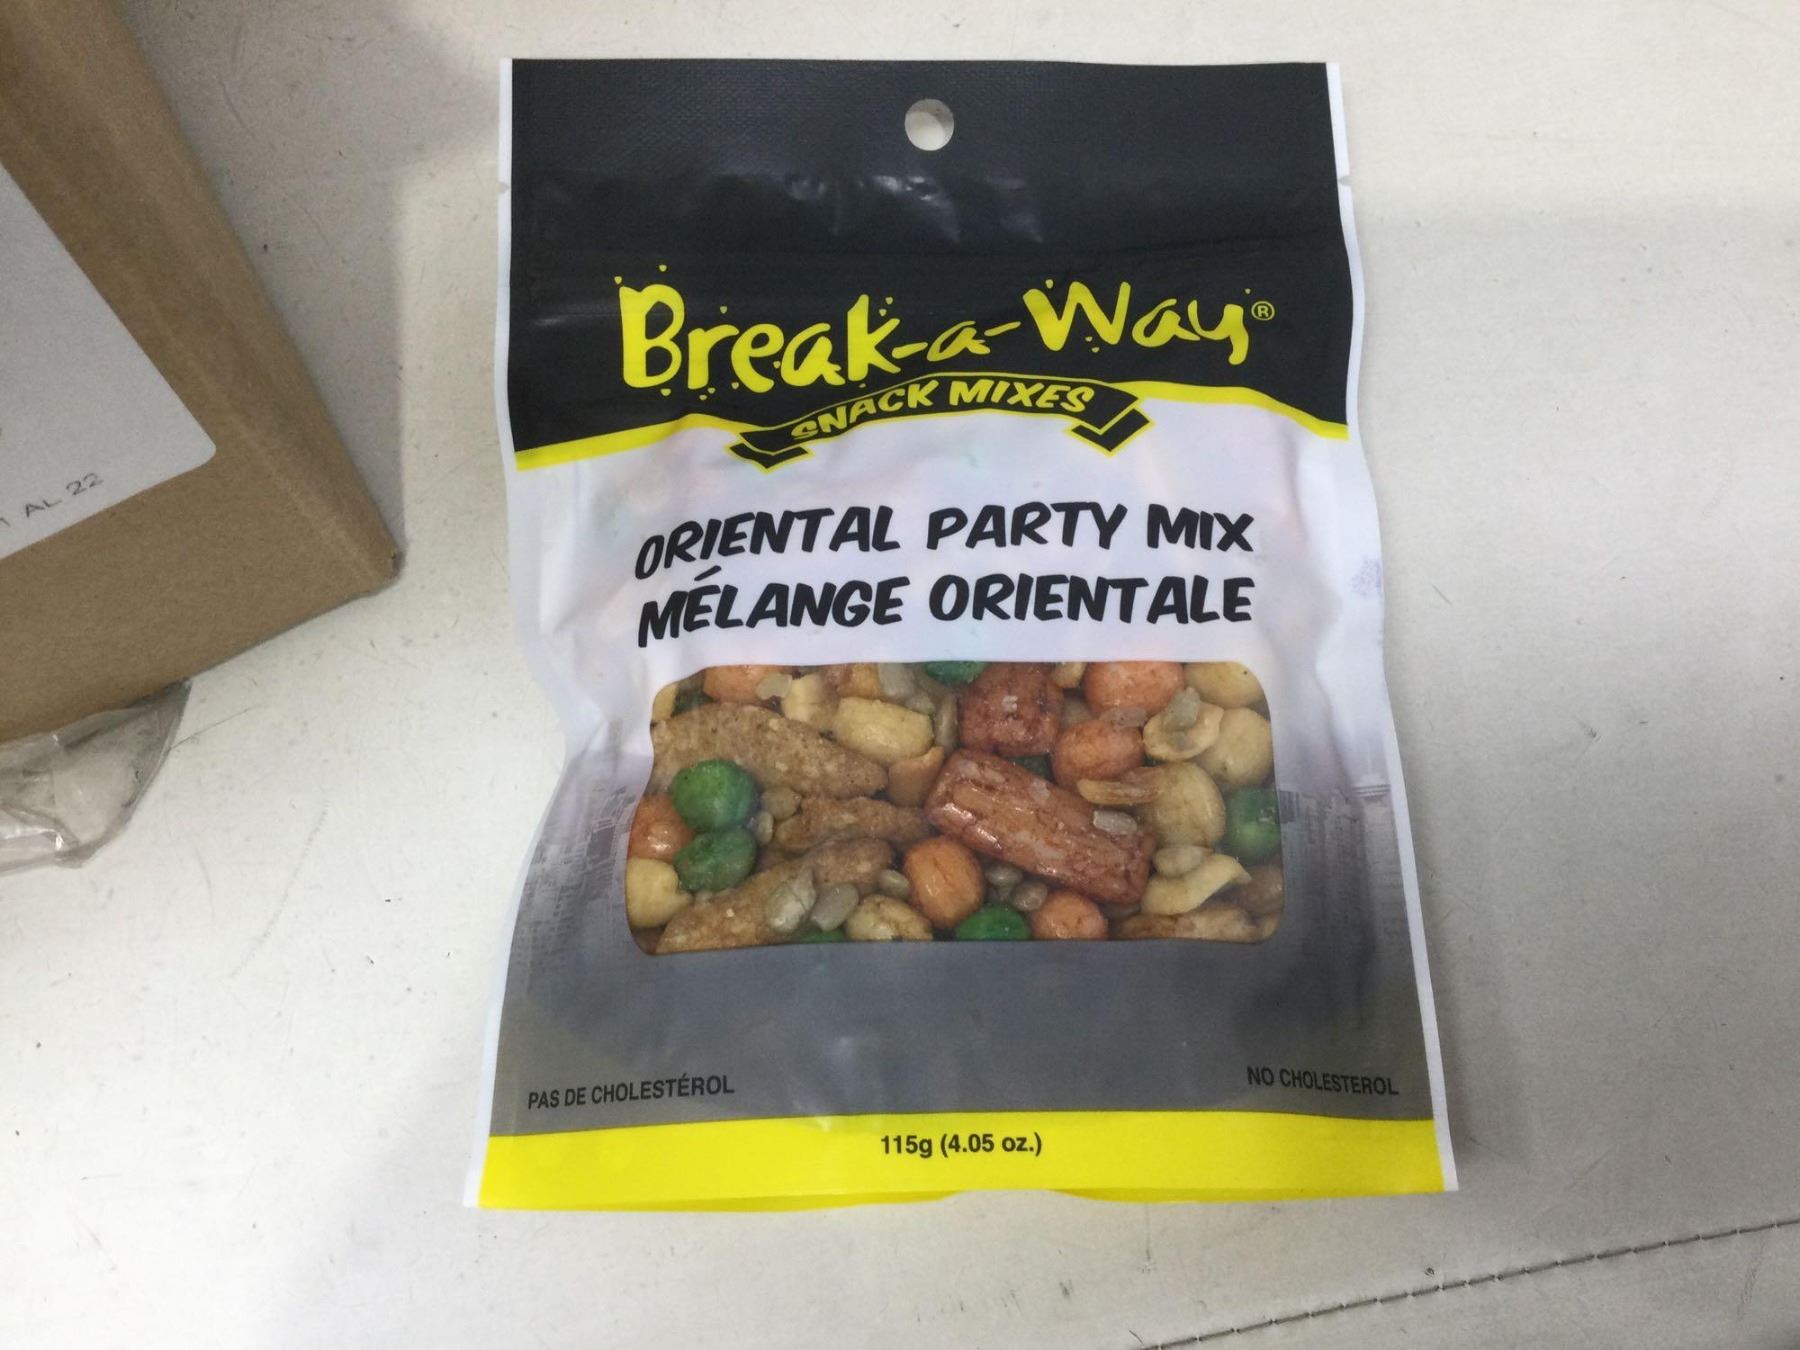 Break-a-Way®
SNACK MIXES
ORIENTAL PARTY MIX
MÉLANGE ORIENTALE
PAS DE CHOLESTÉROL
NO CHOLESTEROL
115g (4.05 oz.)
AL 22